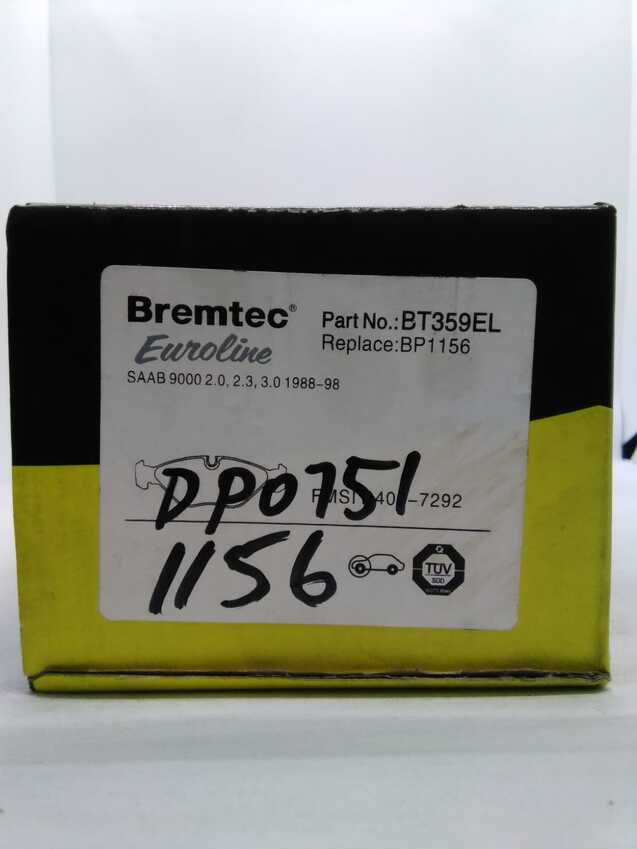 Bremtec®
Euroline
Part No.:BT359EL
Replace:BP1156
SAAB 9000 2.0, 2.3, 3.0 1988-98
DP0751
-7292
1156
TÜV
SÜD